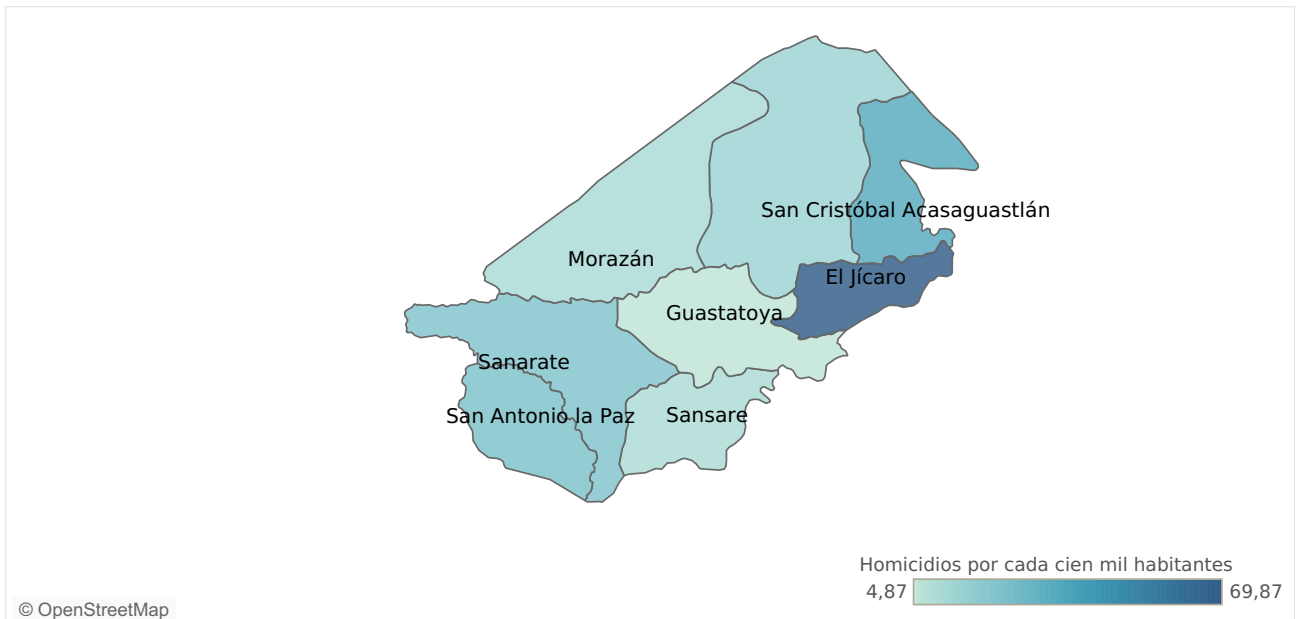 San Cristóbal Acasaguastlán
Morazán
El Jícaro
Guastatoya
Sanarate
San Antonio la Paz
Sansare
Homicidios por cada cien mil habitantes
4,87
69,87
© OpenStreetMap